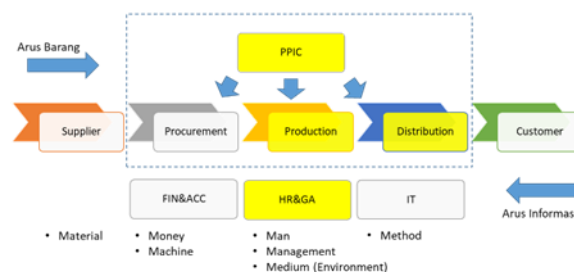 Arus Barang
PPIC
Supplier
Procurement
Production
Distribution
Customer
FIN&ACC
HR&GA
IT
Arus Informasi
• Material
• Money
• Machine
• Man
• Management
• Medium (Environment)
• Method